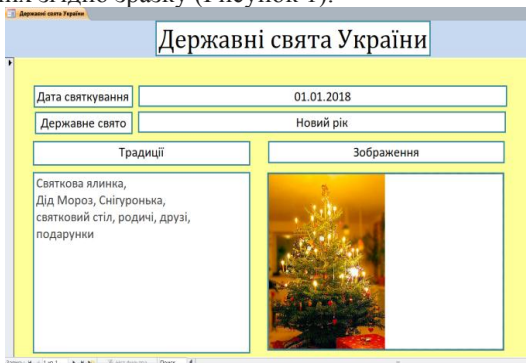 згідно зразку (Рисунок 1).
Державні свята України
Державні свята України
Дата святкування 01.01.2018
Державне свято Новий рік
Традиції Зображення
Святкова ялинка,
Дід Мороз, Снігуронька,
святковий стіл, родичі, друзі,
подарунки